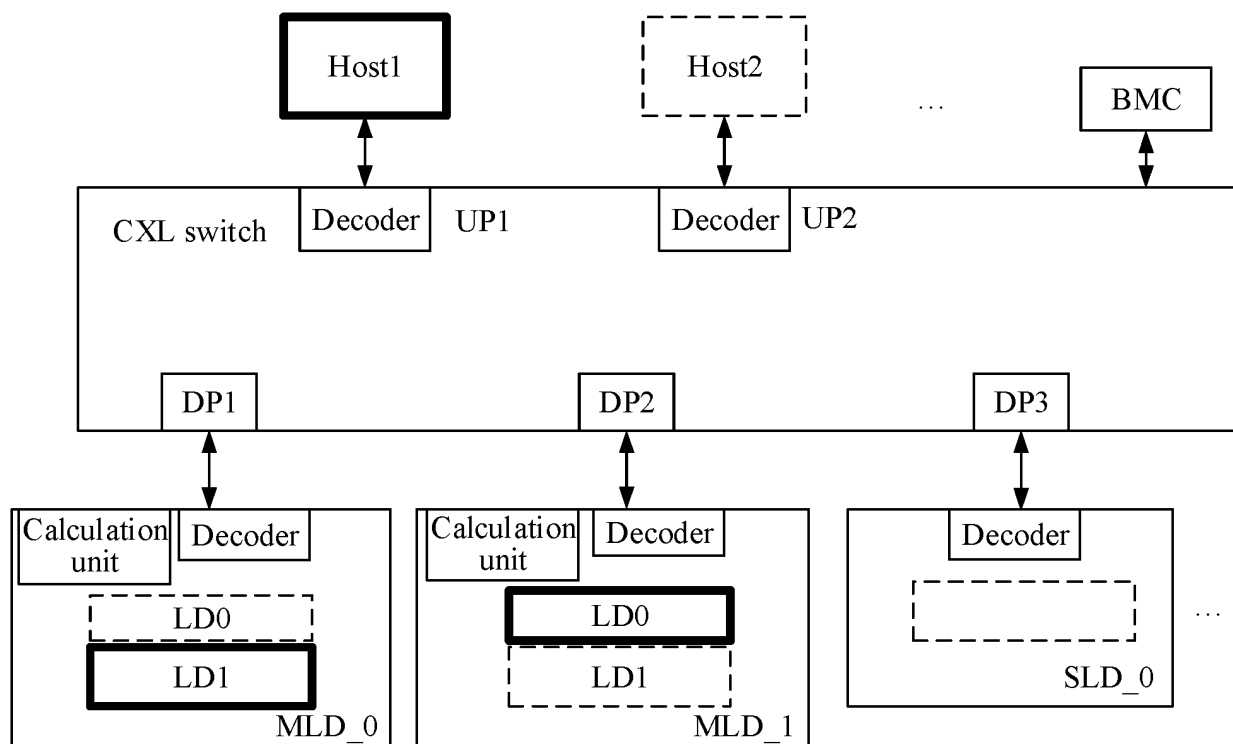 Host1
Host2
...
BMC
CXL switch
Decoder
UP1
Decoder
UP2
DP1
DP2
DP3
Calculation
unit
Decoder
LD0
LD1
MLD_0
Calculation
unit
Decoder
LD0
LD1
MLD_1
Decoder
SLD_0
...